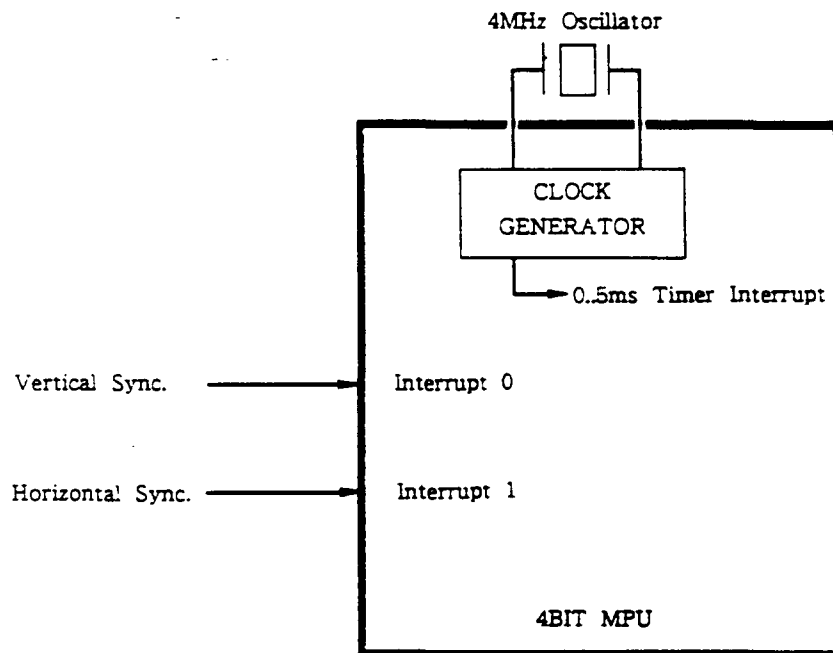 4MHz Oscillator
CLOCK
GENERATOR
0..5ms Timer Interrupt
Vertical Sync.
Interrupt 0
Horizontal Sync.
Interrupt 1
4BIT MPU